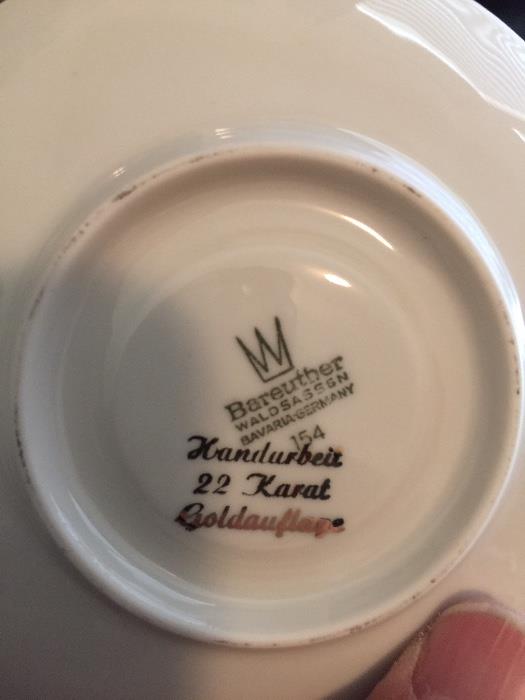 Bareuther
WALDSASSEN
BAVARIA-GERMANY
154
Handarbeit
22 Karat
Goldauflage